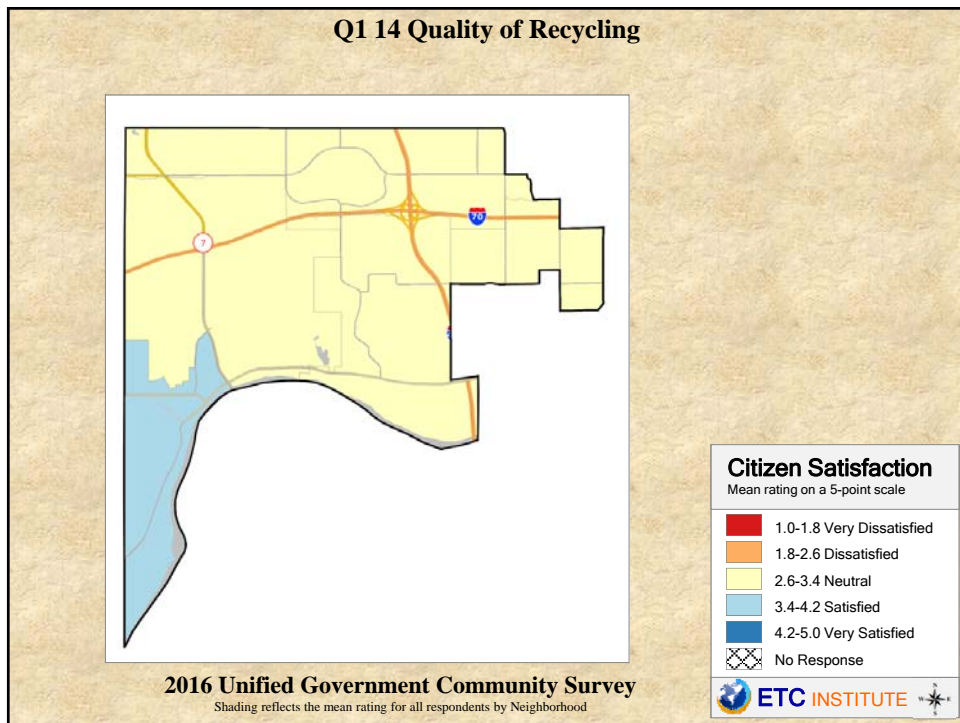 Q1 14 Quality of Recycling
70
7
Citizen Satisfaction
Mean rating on a 5-point scale
1.0-1.8 Very Dissatisfied
1.8-2.6 Dissatisfied
2.6-3.4 Neutral
3.4-4.2 Satisfied
4.2-5.0 Very Satisfied
No Response
2016 Unified Government Community Survey
Shading reflects the mean rating for all respondents by Neighborhood
ETC INSTITUTE
N
W E
S